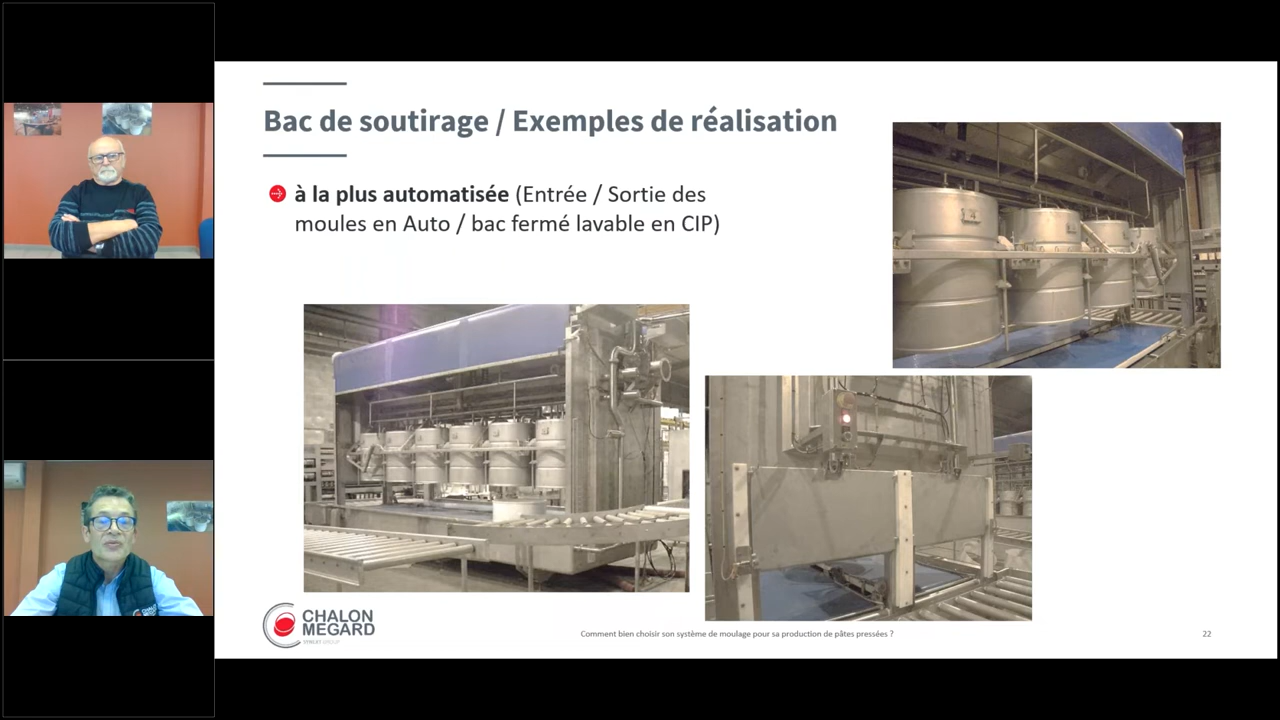 Bac de soutirage / Exemples de réalisation
à la plus automatisée (Entrée / Sortie des
moules en Auto / bac fermé lavable en CIP)
CHALON
MEGARD
Comment bien choisir son système de moulage pour sa production de pâtes pressées ?
22